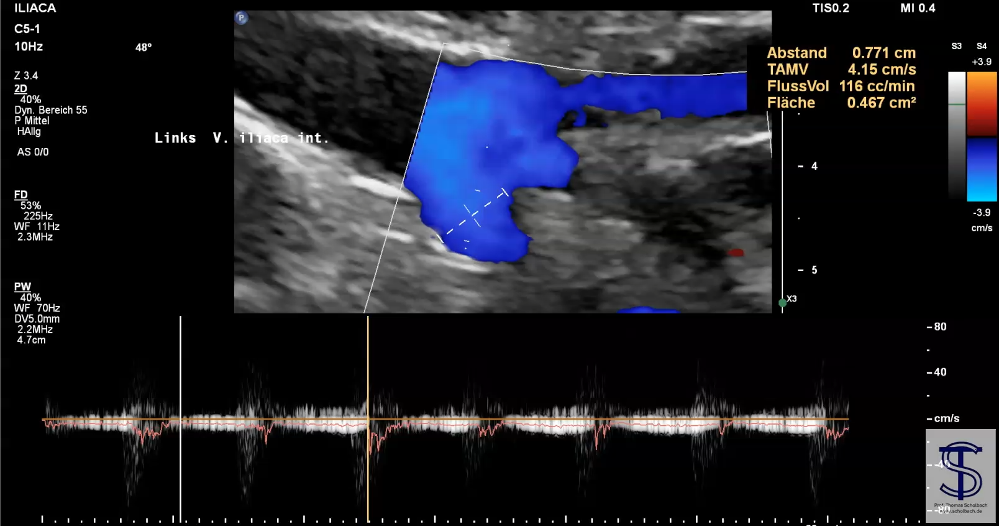 ILIACA
C5-1
10Hz
48°
TIS0.2 MI 0.4
Z 3.4
2D
40%
Dyn. Bereich 55
P Mittel
HAllg
AS 0/0
P
Links V. iliaca int.
Abstand 0.771 cm
TAMV 4.15 cm/s
FlussVol 116 cc/min
Fläche 0.467 cm²
S3 S4
+3.9
-3.9
cm/s
4
5
X3
FD
53%
225Hz
WF 11Hz
2.3MHz
PW
40%
WF 70Hz
DV5.0mm
2.2MHz
4.7cm
80
40
cm/s
-40
-80
Prof. Thomas Scholbach
www.scholbach.de